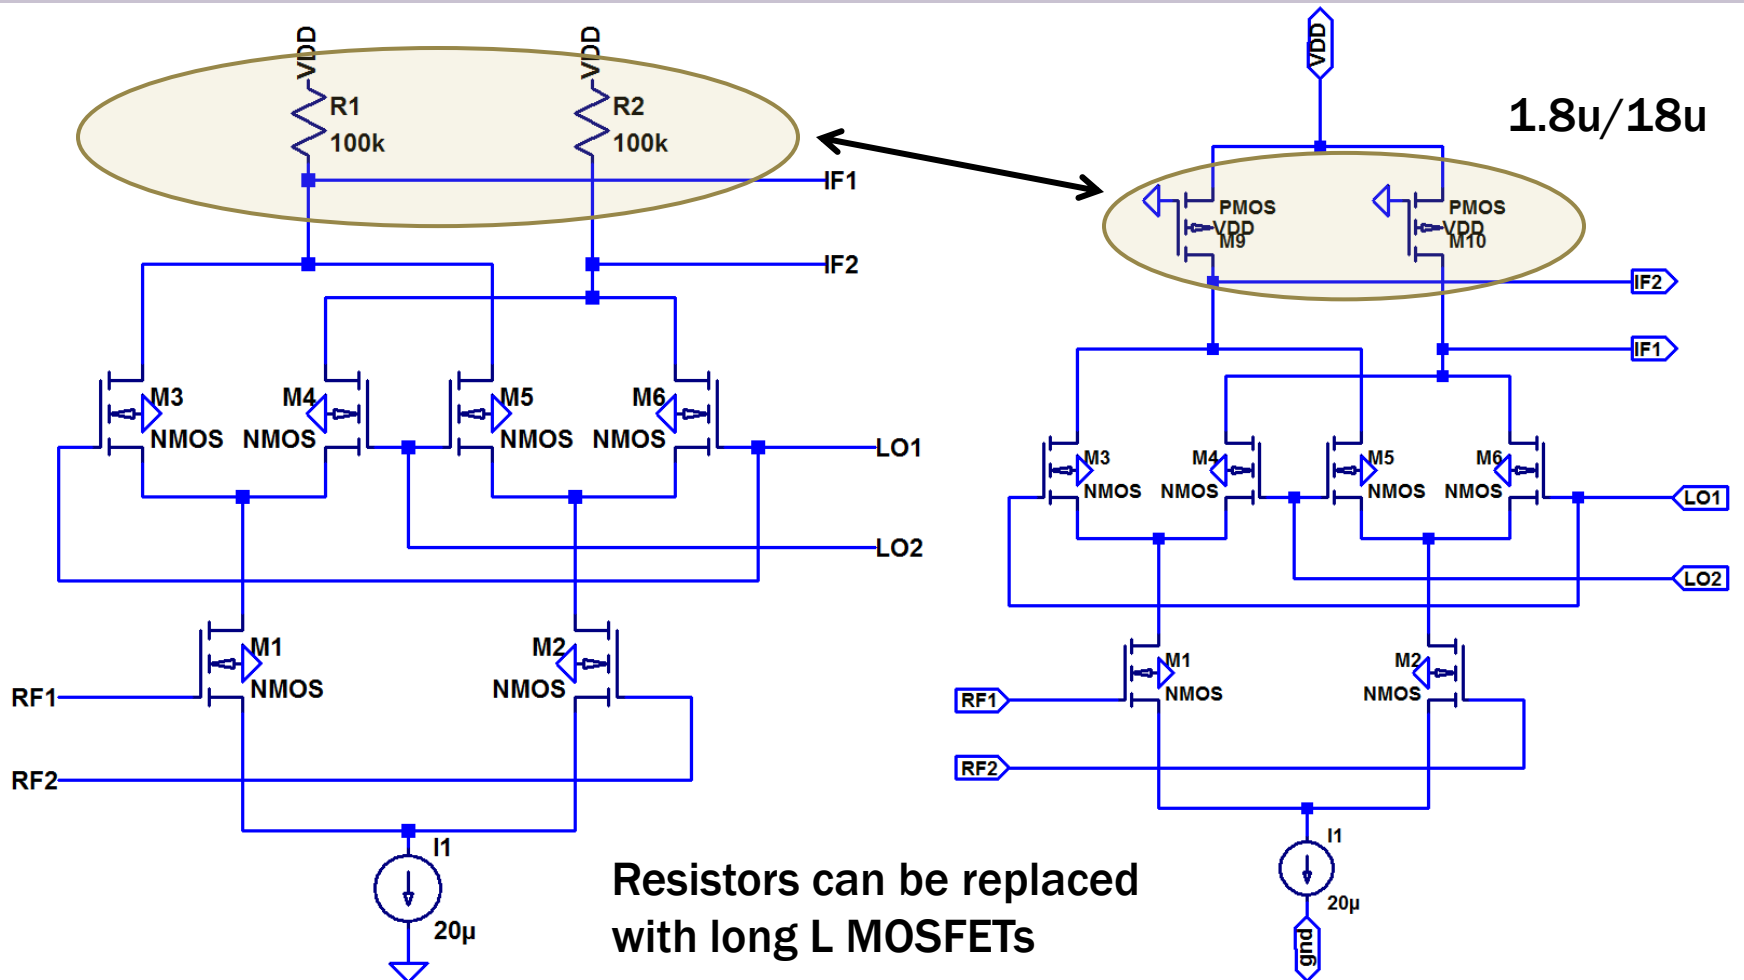 VDD
VDD
R1
100k
R2
100k
IF1
IF2
M3
NMOS
M4
NMOS
M5
NMOS
M6
NMOS
LO1
LO2
M1
NMOS
M2
NMOS
RF1
RF2
I1
20µ
Resistors can be replaced
with long L MOSFETs
1.8u/18u
VDD
PMOS
VDD
M9
PMOS
VDD
M10
IF2
IF1
M3
NMOS
M4
NMOS
M5
NMOS
M6
NMOS
LO1
LO2
M1
NMOS
M2
NMOS
RF1
RF2
I1
20µ
gnd